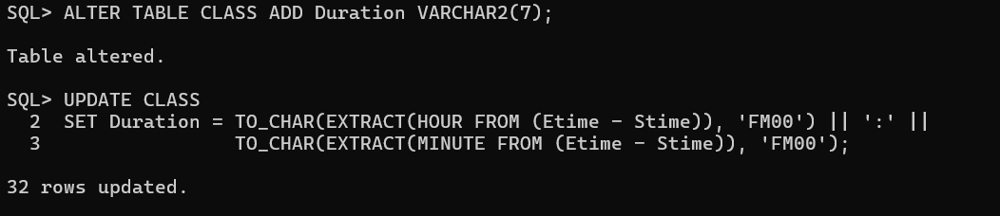 SQL> ALTER TABLE CLASS ADD Duration VARCHAR2(7);
Table altered.
SQL> UPDATE CLASS
  2  SET Duration = TO_CHAR(EXTRACT(HOUR FROM (Etime - Stime)), 'FM00') || ':' ||
  3                 TO_CHAR(EXTRACT(MINUTE FROM (Etime - Stime)), 'FM00');
32 rows updated.